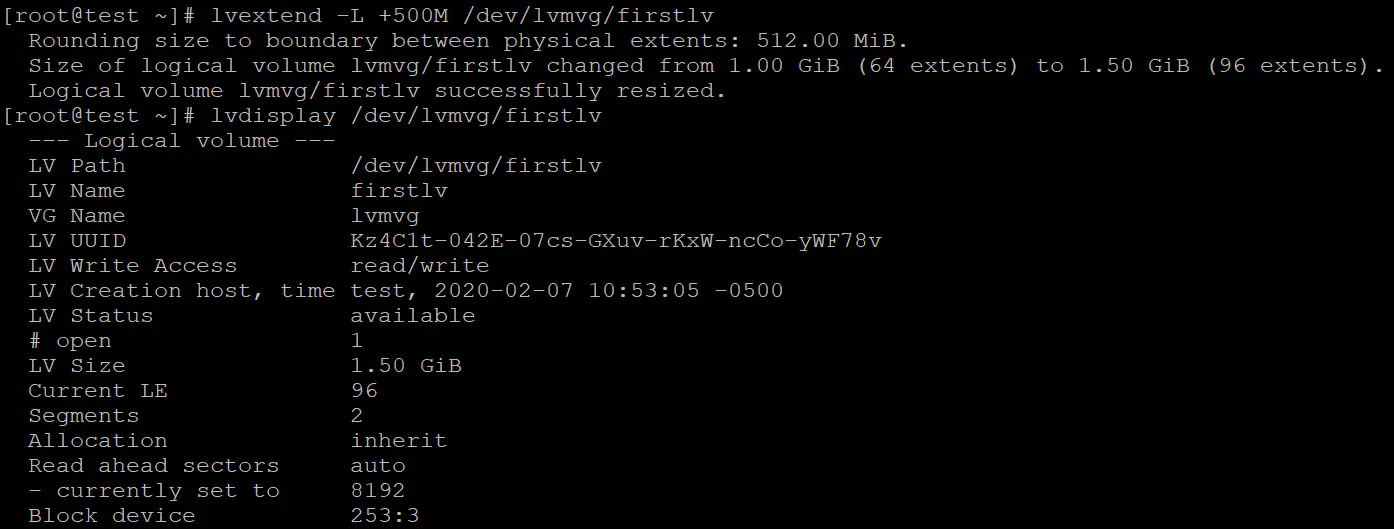 [root@test ~]# lvextend -L +500M /dev/lvmvg/firstlv
  Rounding size to boundary between physical extents: 512.00 MiB.
  Size of logical volume lvmvg/firstlv changed from 1.00 GiB (64 extents) to 1.50 GiB (96 extents).
  Logical volume lvmvg/firstlv successfully resized.
[root@test ~]# lvdisplay /dev/lvmvg/firstlv
  --- Logical volume ---
  LV Path                /dev/lvmvg/firstlv
  LV Name                firstlv
  VG Name                lvmvg
  LV UUID                Kz4C1t-042E-07cs-GXuv-rKxW-ncCo-yWF78v
  LV Write Access        read/write
  LV Creation host, time test, 2020-02-07 10:53:05 -0500
  LV Status              available
  # open                 1
  LV Size                1.50 GiB
  Current LE             96
  Segments               2
  Allocation             inherit
  Read ahead sectors     auto
  - currently set to     8192
  Block device           253:3